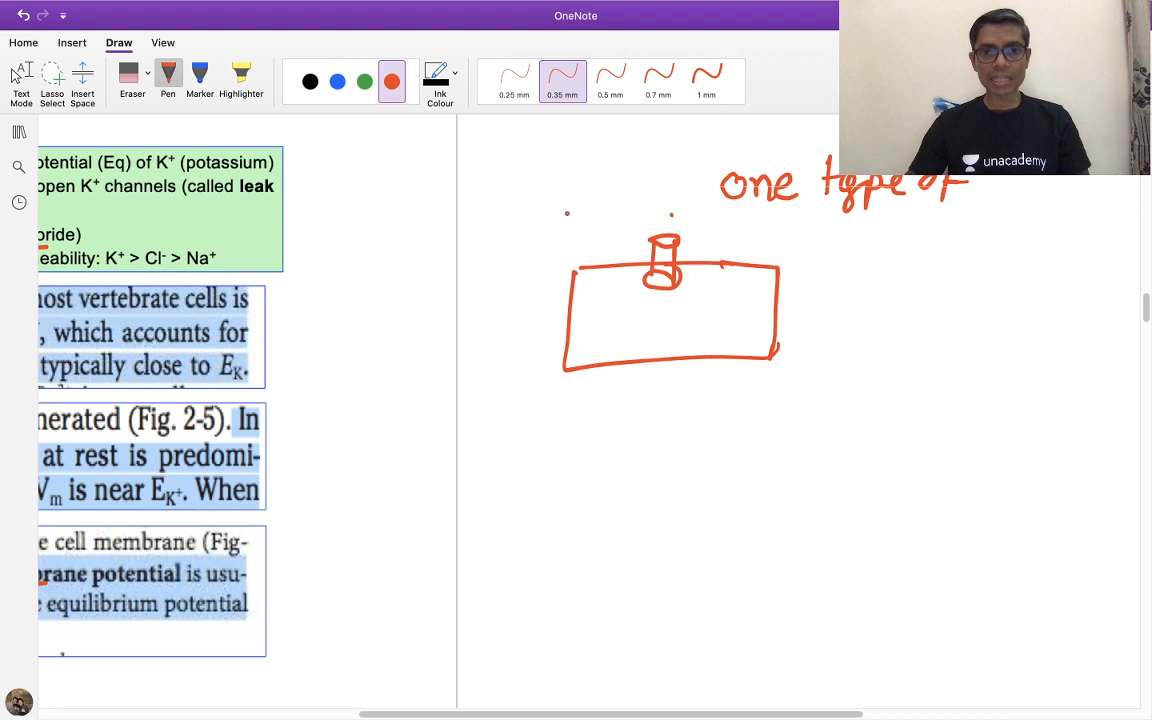 OneNote
Home Insert Draw View
Text Mode
Lasso Select
Insert Space
Eraser
Pen
Marker
Highlighter
Ink Colour
0.25 mm
0.35 mm
0.5 mm
0.7 mm
1 mm
unacademy
otential (Eq) of K⁺ (potassium)
open K⁺ channels (called leak
oride)
eability: K⁺ > Cl⁻ > Na⁺
nost vertebrate cells is
, which accounts for
typically close to E_K.
nerated (Fig. 2-5). In
at rest is predomi-
V_m is near E_K⁺. When
e cell membrane (Fig-
brane potential is usu-
e equilibrium potential
one type of